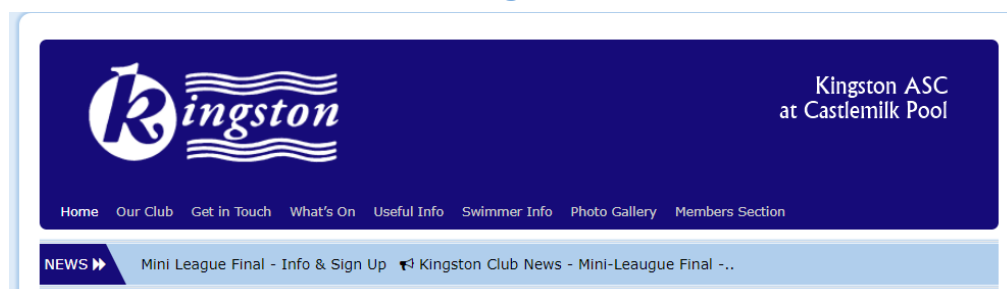 kingston
Kingston ASC
at Castlemilk Pool
Home Our Club Get in Touch What's On Useful Info Swimmer Info Photo Gallery Members Section
NEWS Mini League Final - Info & Sign Up Kingston Club News - Mini-Leaugue Final -..